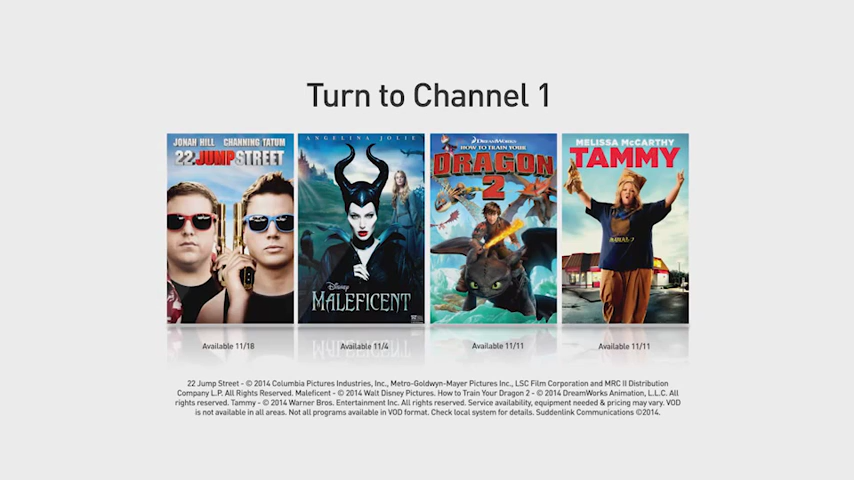 Turn to Channel 1
JONAH HILL CHANNING TATUM
22 JUMP STREET
ANGELINA JOLIE
Disney
MALEFICENT
DREAMWORKS
HOW TO TRAIN YOUR
DRAGON
2
MELISSA McCARTHY
TAMMY
Available 11/18
Available 11/4
Available 11/11
Available 11/11
22 Jump Street - © 2014 Columbia Pictures Industries, Inc., Metro-Goldwyn-Mayer Pictures Inc., LSC Film Corporation and MRC II Distribution
Company L.P. All Rights Reserved. Maleficent - © 2014 Walt Disney Pictures. How to Train Your Dragon 2 - © 2014 DreamWorks Animation, L.L.C. All
rights reserved. Tammy - © 2014 Warner Bros. Entertainment Inc. All rights reserved. Service availability, equipment needed & pricing may vary. VOD
is not available in all areas. Not all programs available in VOD format. Check local system for details. Suddenlink Communications ©2014.